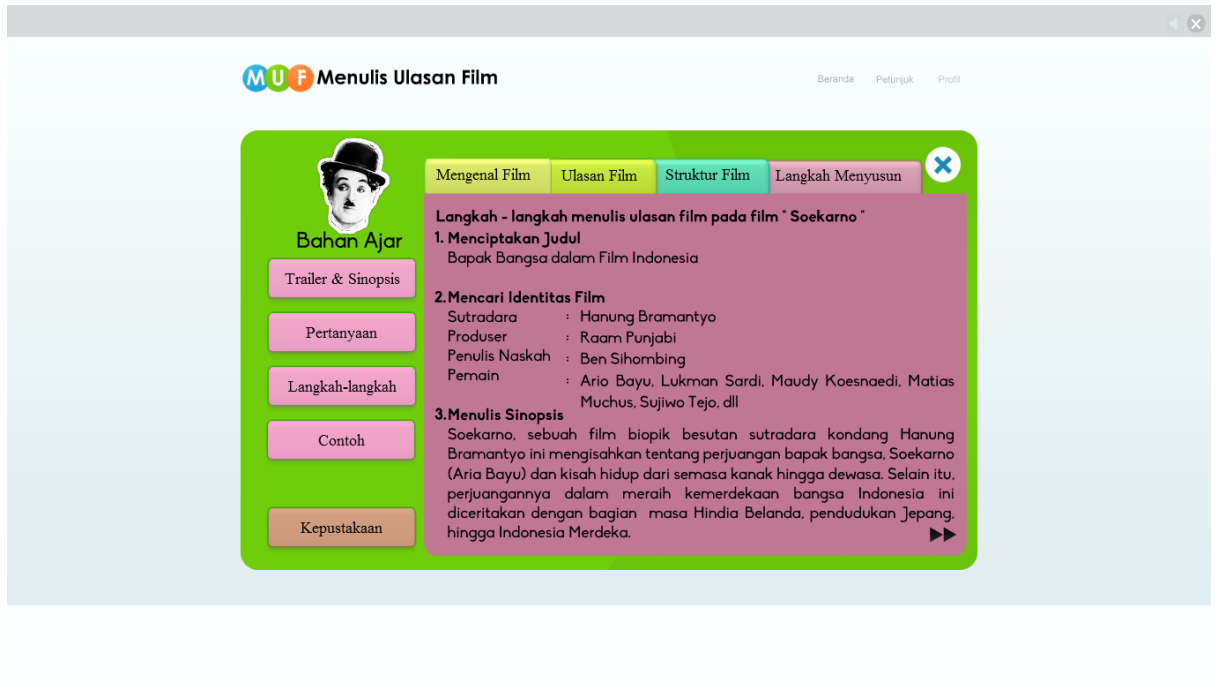 MUF Menulis Ulasan Film
Beranda Petunjuk Profil
Bahan Ajar
Trailer & Sinopsis
Pertanyaan
Langkah-langkah
Contoh
Kepustakaan
Mengenal Film Ulasan Film Struktur Film Langkah Menyusun
Langkah - langkah menulis ulasan film pada film " Soekarno "
1. Menciptakan Judul
Bapak Bangsa dalam Film Indonesia
2. Mencari Identitas Film
Sutradara : Hanung Bramantyo
Produser : Raam Punjabi
Penulis Naskah : Ben Sihombing
Pemain : Ario Bayu, Lukman Sardi, Maudy Koesnaedi, Matias
Muchus, Sujiwo Tejo, dll
3. Menulis Sinopsis
Soekarno, sebuah film biopik besutan sutradara kondang Hanung
Bramantyo ini mengisahkan tentang perjuangan bapak bangsa, Soekarno
(Aria Bayu) dan kisah hidup dari semasa kanak hingga dewasa. Selain itu,
perjuangannya dalam meraih kemerdekaan bangsa Indonesia ini
diceritakan dengan bagian masa Hindia Belanda, pendudukan Jepang,
hingga Indonesia Merdeka.